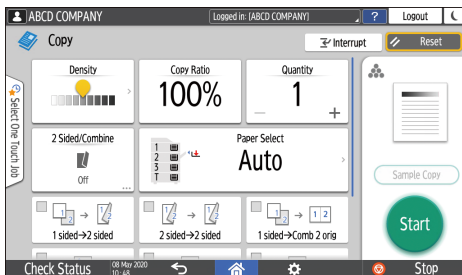 ABCD COMPANY
Logged in: [ABCD COMPANY]
?
Logout
Copy
Interrupt
Reset
Select One Touch Job
Density
Copy Ratio
100%
Quantity
1
2 Sided/Combine
Off
Paper Select
1
2
3
T
Auto
Sample Copy
1 sided→2 sided
2 sided→2 sided
1 sided→Comb 2 orig
Start
Check Status
08 May 2020
10:48
Stop